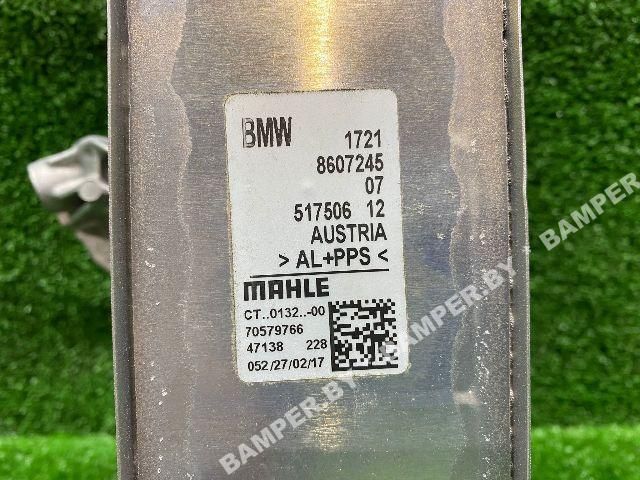 BMW 1721
8607245
07
517506 12
AUSTRIA
> AL+PPS <
MAHLE
CT..0132..-00
70579766
47138 228
052/27/02/17
BAMPER.BY
BAMPER.BY
BAMPER.BY